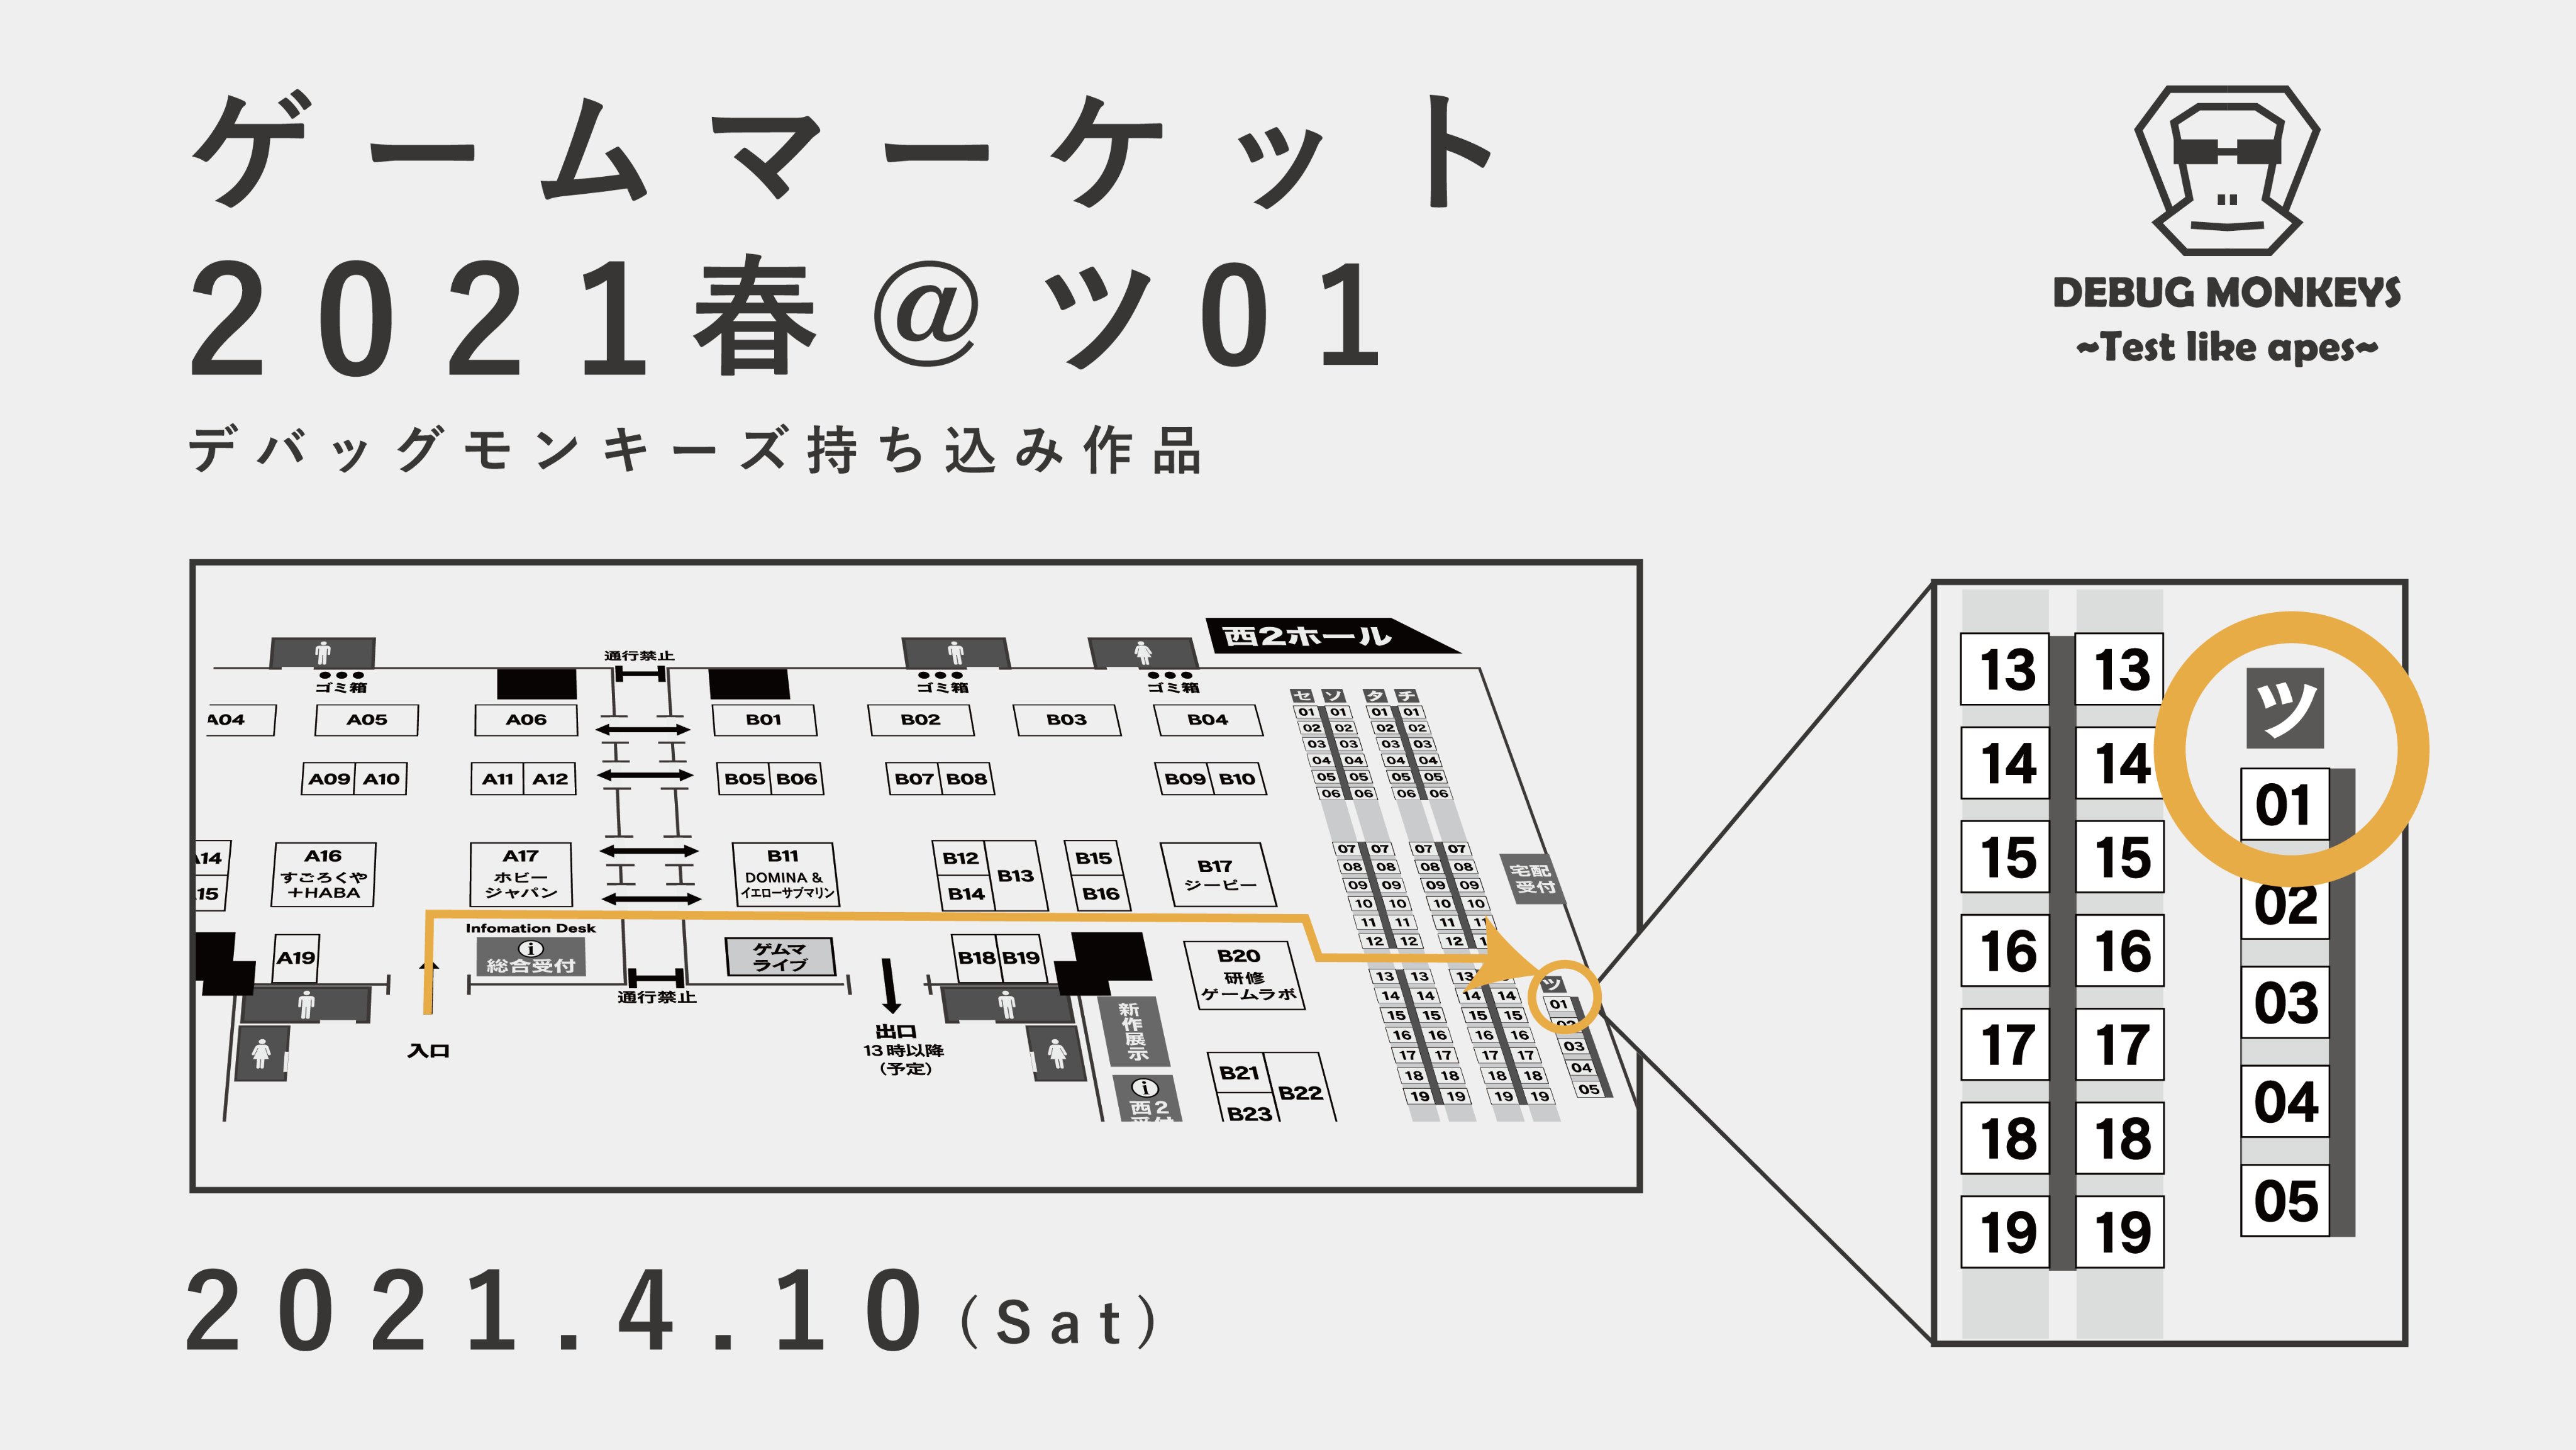 ゲームマーケット
2021春@ツ01
デバッグモンキーズ持ち込み作品
DEBUG MONKEYS
~Test like apes~
西2ホール
通行禁止
ゴミ箱
ゴミ箱
ゴミ箱
A04
A05
A06
B01
B02
B03
B04
A09 A10
A11 A12
B05 B06
B07 B08
B09 B10
A14
A15
A16
すごろくや
+HABA
A17
ホビー
ジャパン
B11
DOMINA &
イエローサブマリン
B12
B13
B14
B15
B16
B17
ジーピー
宅配
受付
Infomation Desk
i
総合受付
ゲムマ
ライブ
A19
B18 B19
B20
研修
ゲームラボ
通行禁止
入口
出口
13時以降
(予定)
新作展示
i
西2
B21
B22
B23
セ ソ タ チ
01 01 01 01
02 02 02 02
03 03 03 03
04 04 04 04
05 05 05 05
06 06 06 06
07 07 07 07
08 08 08 08
09 09 09 09
10 10 10 10
11 11 11 11
12 12 12
13 13 13
14 14 14 14
15 15 15 15
16 16 16 16
17 17 17 17
18 18 18 18
19 19 19 19
ツ
01
02
03
04
05
13 13
14 14
15 15
16 16
17 17
18 18
19 19
ツ
01
02
03
04
05
2021.4.10(Sat)